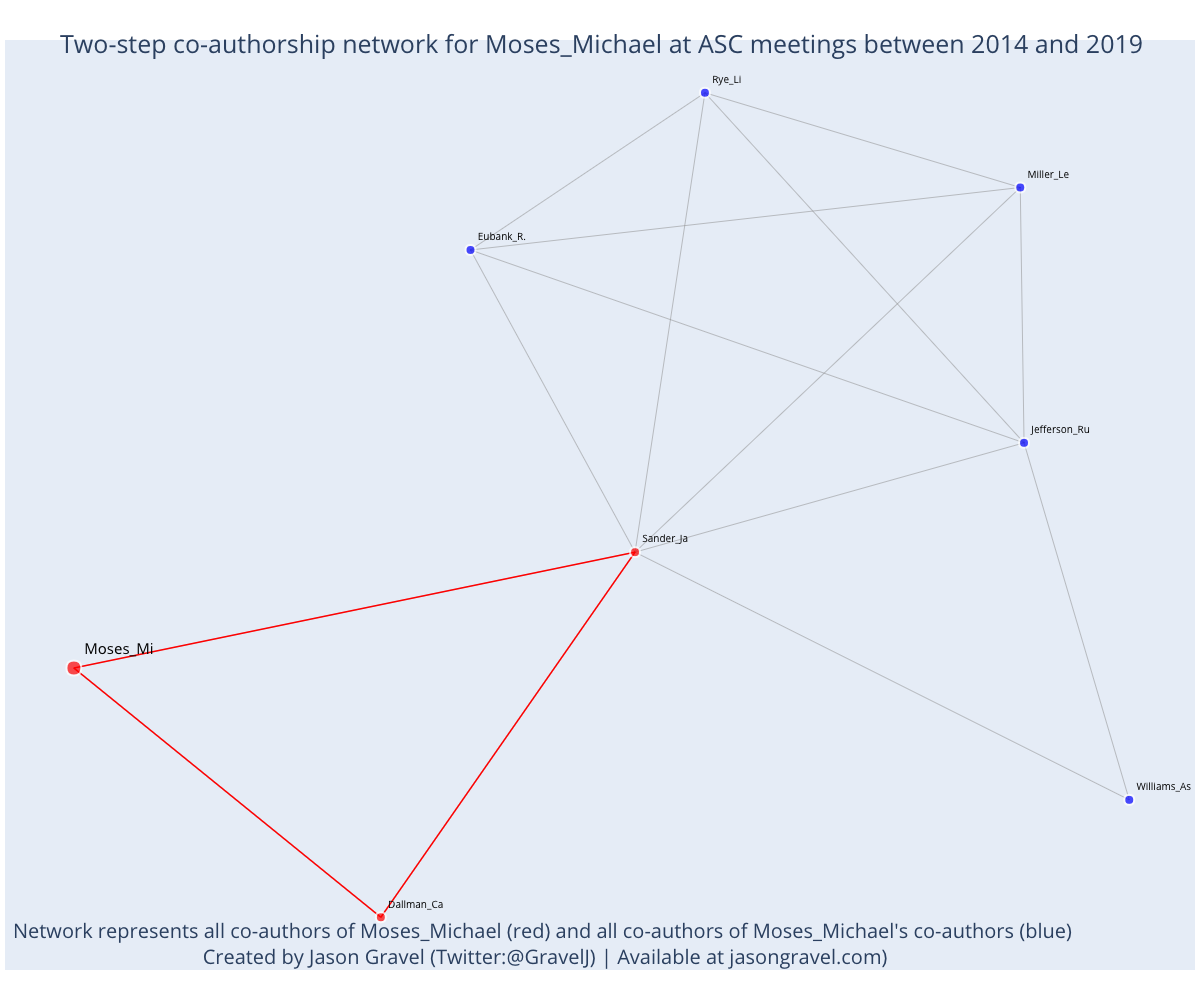 Two-step co-authorship network for Moses_Michael at ASC meetings between 2014 and 2019
Rye_Li
Miller_Le
Eubank_R.
Jefferson_Ru
Sander_Ja
Moses_Mi
Williams_As
Dallman_Ca
Network represents all co-authors of Moses_Michael (red) and all co-authors of Moses_Michael's co-authors (blue)
Created by Jason Gravel (Twitter:@GravelJ) | Available at jasongravel.com)